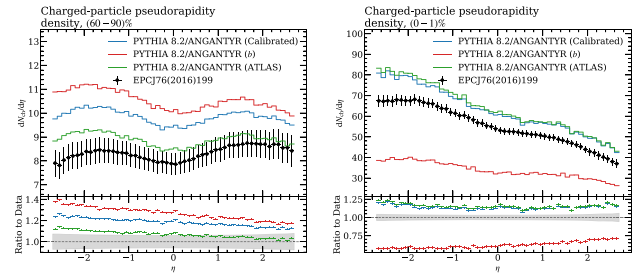 Charged-particle pseudorapidity
density, (60−90)%
PYTHIA 8.2/ANGANTYR (Calibrated)
PYTHIA 8.2/ANGANTYR (b)
PYTHIA 8.2/ANGANTYR (ATLAS)
EPCJ76(2016)199
dN_ch/dη
13
12
11
10
9
8
7
Ratio to Data
1.4
1.2
1.0
−2
−1
0
1
2
η
Charged-particle pseudorapidity
density, (0−1)%
PYTHIA 8.2/ANGANTYR (Calibrated)
PYTHIA 8.2/ANGANTYR (b)
PYTHIA 8.2/ANGANTYR (ATLAS)
EPCJ76(2016)199
dN_ch/dη
100
90
80
70
60
50
40
30
Ratio to Data
1.25
1.00
0.75
−2
−1
0
1
2
η